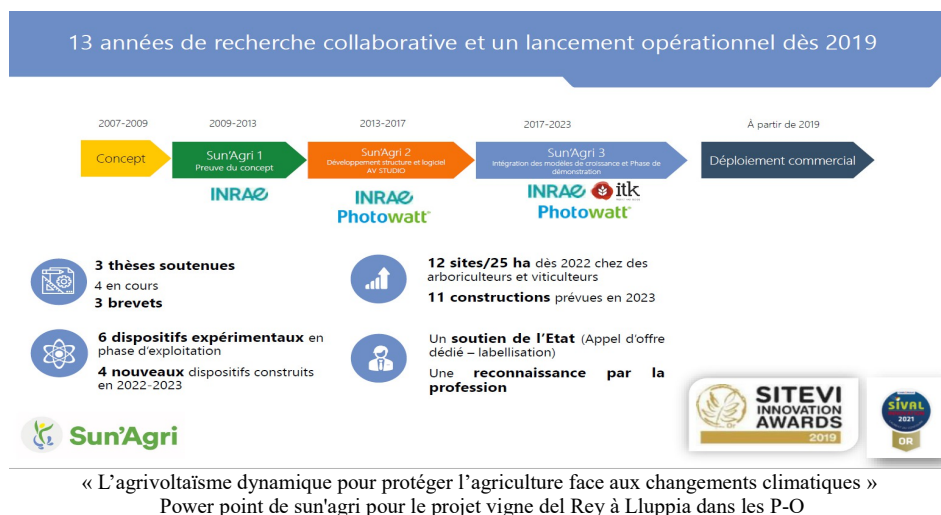 13 années de recherche collaborative et un lancement opérationnel dès 2019
2007-2009
2009-2013
2013-2017
2017-2023
À partir de 2019
Concept
Sun'Agri 1
Preuve du concept
Sun'Agri 2
Développement structure et logiciel
AV STUDIO
Sun'Agri 3
Intégration des modèles de croissance et Phase de
démonstration
Déploiement commercial
INRAE
INRAE
Photowatt
INRAE itk
Photowatt
3 thèses soutenues
4 en cours
3 brevets
12 sites/25 ha dès 2022 chez des
arboriculteurs et viticulteurs
11 constructions prévues en 2023
6 dispositifs expérimentaux en
phase d'exploitation
4 nouveaux dispositifs construits
en 2022-2023
Un soutien de l'Etat (Appel d'offre
dédié – labellisation)
Une reconnaissance par la
profession
Sun'Agri
SITEVI
INNOVATION
AWARDS
2019
SIVAL
2021
OR
« L'agrivoltaïsme dynamique pour protéger l'agriculture face aux changements climatiques »
Power point de sun'agri pour le projet vigne del Rey à Lluppia dans les P-O